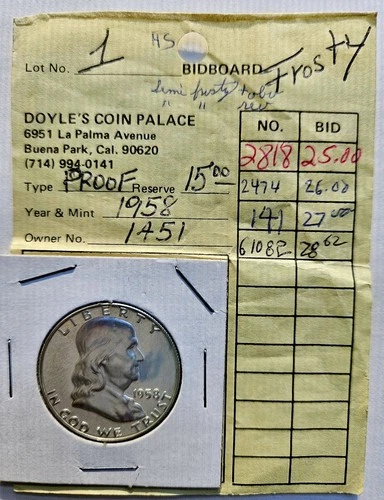 HS
Lot No. 1 BIDBOARD Frosty
Semi frosty
" "
DOYLE'S COIN PALACE
6951 La Palma Avenue
Buena Park, Cal. 90620
(714) 994-0141
Type PROOF Reserve 15.00
Year & Mint 1958
Owner No. 1451
NO. BID
2818 25.00
2474 26.00
141 27.00
28 62
LIBERTY
1958
IN GOD WE TRUST